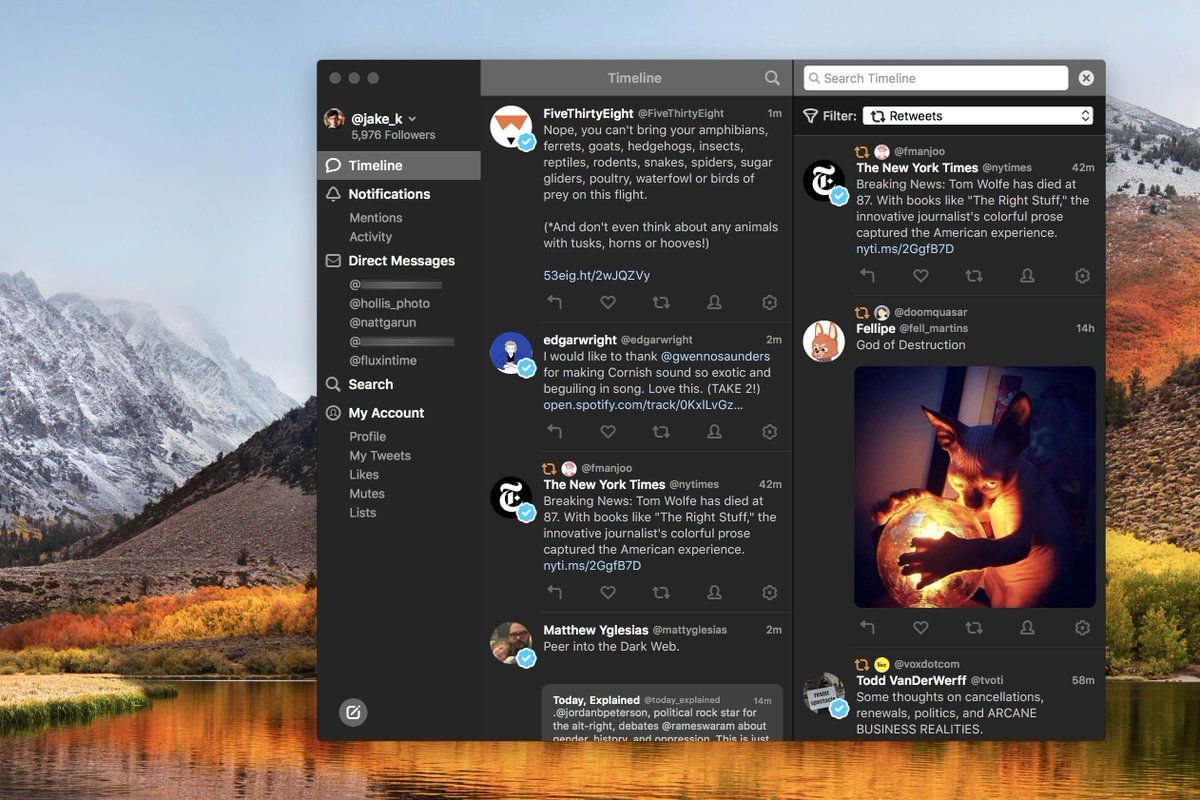 @jake_k
5,976 Followers
Timeline
Notifications
Mentions
Activity
Direct Messages
@
@hollis_photo
@nattgarun
@
@fluxintime
Search
My Account
Profile
My Tweets
Likes
Mutes
Lists
Timeline
FiveThirtyEight @FiveThirtyEight 1m
Nope, you can't bring your amphibians,
ferrets, goats, hedgehogs, insects,
reptiles, rodents, snakes, spiders, sugar
gliders, poultry, waterfowl or birds of
prey on this flight.
(*And don't even think about any animals
with tusks, horns or hooves!)
53eig.ht/2wJQZVy
edgarwright @edgarwright 2m
I would like to thank @gwennosaunders
for making Cornish sound so exotic and
beguiling in song. Love this. (TAKE 2!)
open.spotify.com/track/0KxlLvGz...
@fmanjoo
The New York Times @nytimes 42m
Breaking News: Tom Wolfe has died at
87. With books like "The Right Stuff," the
innovative journalist's colorful prose
captured the American experience.
nyti.ms/2GgfB7D
Matthew Yglesias @mattyglesias 2m
Peer into the Dark Web.
Today, Explained @today_explained 14m
.@jordanbpeterson, political rock star for
the alt-right, debates @rameswaram about
gender, history, and oppression. This is just
Search Timeline
Filter: Retweets
@fmanjoo
The New York Times @nytimes 42m
Breaking News: Tom Wolfe has died at
87. With books like "The Right Stuff," the
innovative journalist's colorful prose
captured the American experience.
nyti.ms/2GgfB7D
@doomquasar
Fellipe @fell_martins 14h
God of Destruction
@voxdotcom
Todd VanDerWerff @tvoti 58m
resist
spectacle
Some thoughts on cancellations,
renewals, politics, and ARCANE
BUSINESS REALITIES.